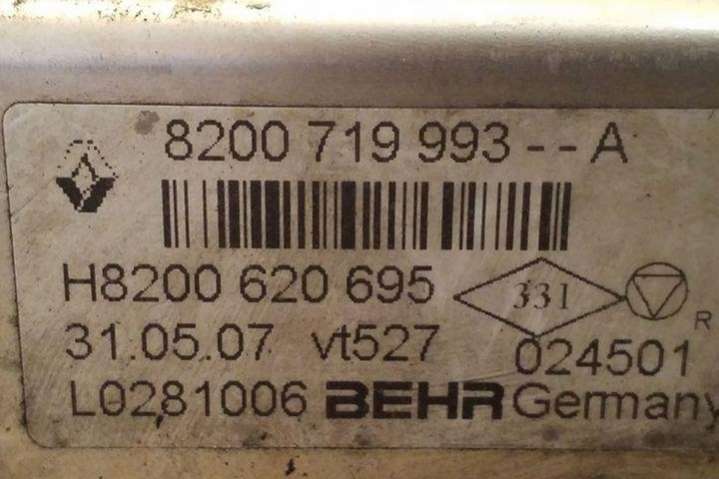 8200 719 993 - - A
H8200 620 695 331
R
31.05.07 vt527 024501
L0281006 BEHR Germany